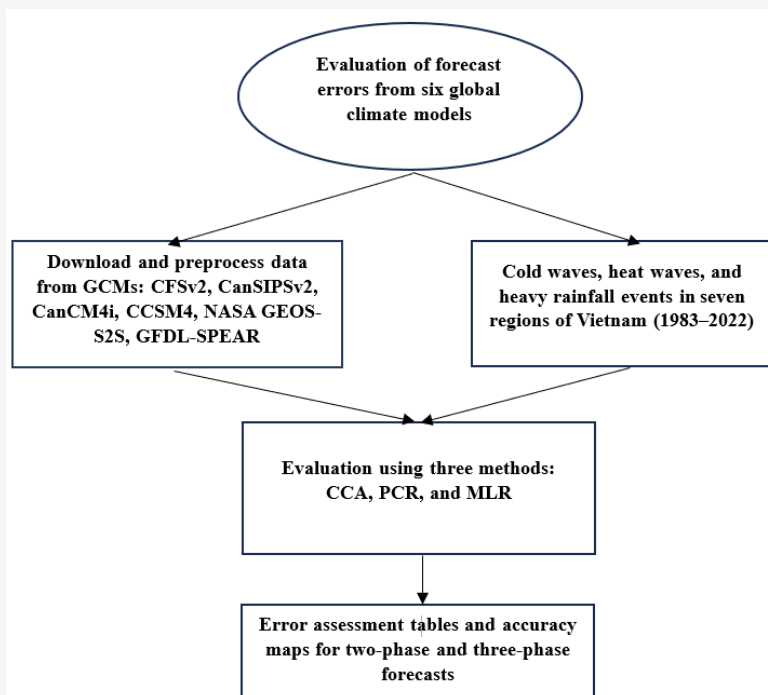 Evaluation of forecast
errors from six global
climate models
Download and preprocess data
from GCMs: CFSv2, CanSIPSv2,
CanCM4i, CCSM4, NASA GEOS-
S2S, GFDL-SPEAR
Cold waves, heat waves, and
heavy rainfall events in seven
regions of Vietnam (1983–2022)
Evaluation using three methods:
CCA, PCR, and MLR
Error assessment tables and accuracy
maps for two-phase and three-phase
forecasts